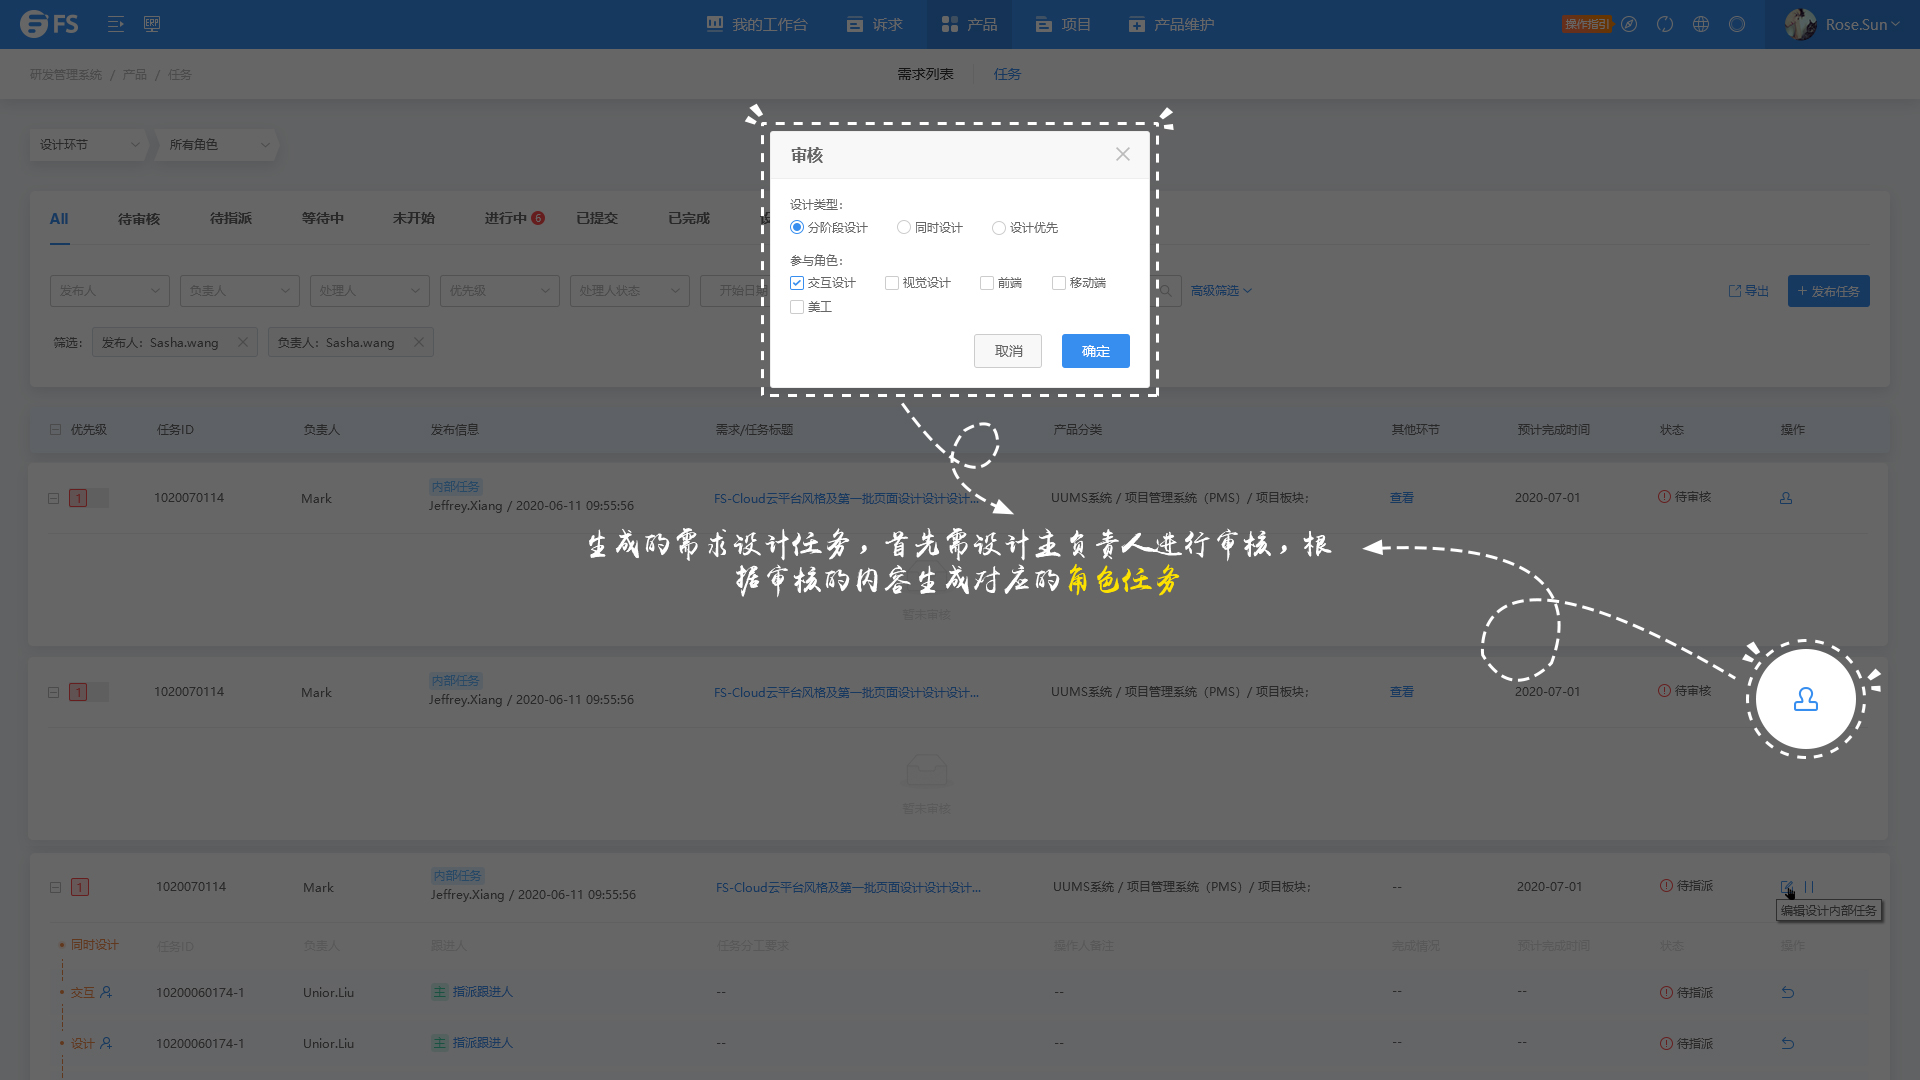 FS
ERP
我的工作台
诉求
产品
项目
产品维护
操作指引
Rose.Sun
研发管理系统 / 产品 / 任务
需求列表
任务
设计环节
所有角色
审核
设计类型：
分阶段设计
同时设计
设计优先
参与角色：
交互设计
视觉设计
前端
移动端
美工
取消
确定
All
待审核
待指派
等待中
未开始
进行中 6
已提交
已完成
发布人
负责人
处理人
优先级
处理人状态
开始日期
高级筛选
导出
+ 发布任务
筛选：
发布人：Sasha.wang
负责人：Sasha.wang
优先级 任务ID 负责人 发布信息 需求/任务标题 产品分类 其他环节 预计完成时间 状态 操作
内部任务
1 1020070114 Mark Jeffrey.Xiang / 2020-06-11 09:55:56 FS-Cloud云平台风格及第一批页面设计设计设计... UUMS系统 / 项目管理系统（PMS）/ 项目板块； 查看 2020-07-01 待审核
生成的需求设计任务，首先需设计主负责人进行审核，根
据审核的内容生成对应的角色任务
暂未审核
内部任务
1 1020070114 Mark Jeffrey.Xiang / 2020-06-11 09:55:56 FS-Cloud云平台风格及第一批页面设计设计设计... UUMS系统 / 项目管理系统（PMS）/ 项目板块； 查看 2020-07-01 待审核
暂未审核
内部任务
1 1020070114 Mark Jeffrey.Xiang / 2020-06-11 09:55:56 FS-Cloud云平台风格及第一批页面设计设计设计... UUMS系统 / 项目管理系统（PMS）/ 项目板块； -- 2020-07-01 待指派
编辑设计内部任务
同时设计 任务ID 负责人 跟进人 任务分工要求 操作人备注 完成情况 预计完成时间 状态 操作
交互 10200060174-1 Unior.Liu 主 指派跟进人 -- -- -- -- 待指派
设计 10200060174-1 Unior.Liu 主 指派跟进人 -- -- -- -- 待指派